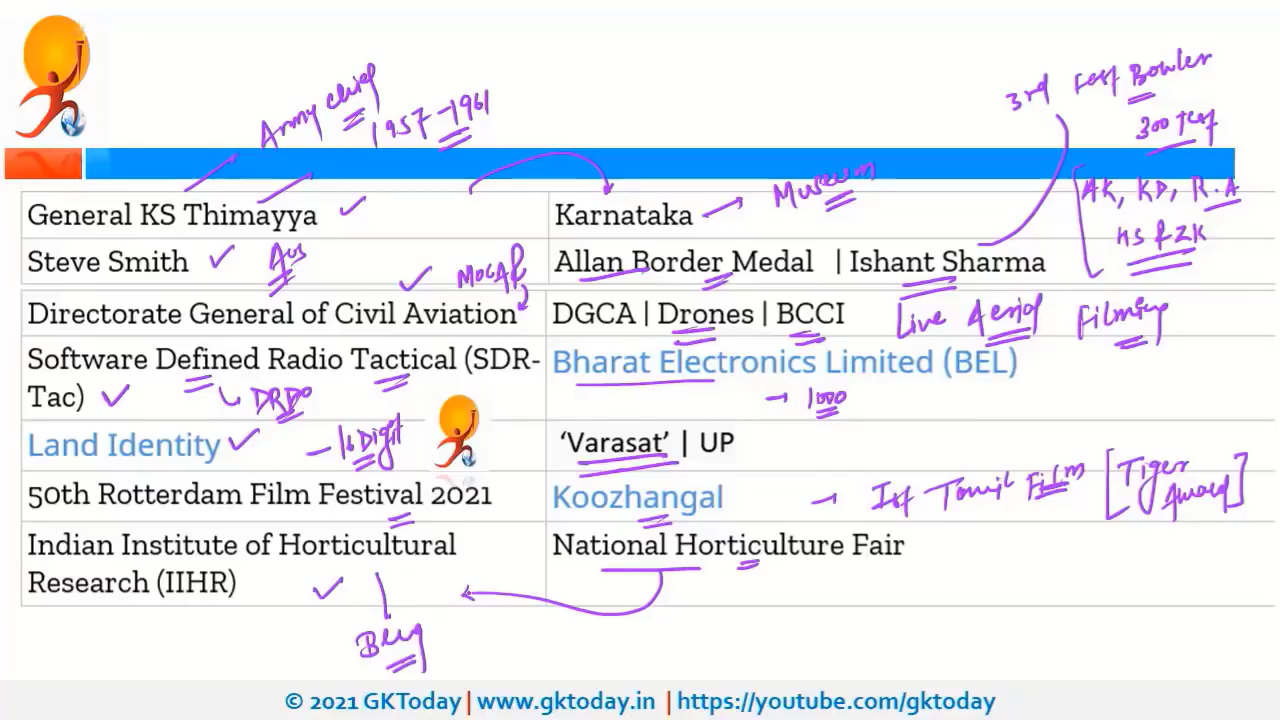 3rd Fast Bowler
300 Test
Army chief
1957-1961
Museum
AK, KD, R.A
HS & ZK
General KS Thimayya
Karnataka
Steve Smith
Aus
Allan Border Medal | Ishant Sharma
MOCAF
Directorate General of Civil Aviation
DGCA | Drones | BCCI
Live Aerial Filming
Software Defined Radio Tactical (SDR-
Tac)
DRDO
Bharat Electronics Limited (BEL)
1000
Land Identity
16 Digit
‘Varasat’ | UP
50th Rotterdam Film Festival 2021
Koozhangal
Ist Tamil Film [Tiger
Award]
Indian Institute of Horticultural
Research (IIHR)
National Horticulture Fair
Beng
© 2021 GKToday | www.gktoday.in | https://youtube.com/gktoday